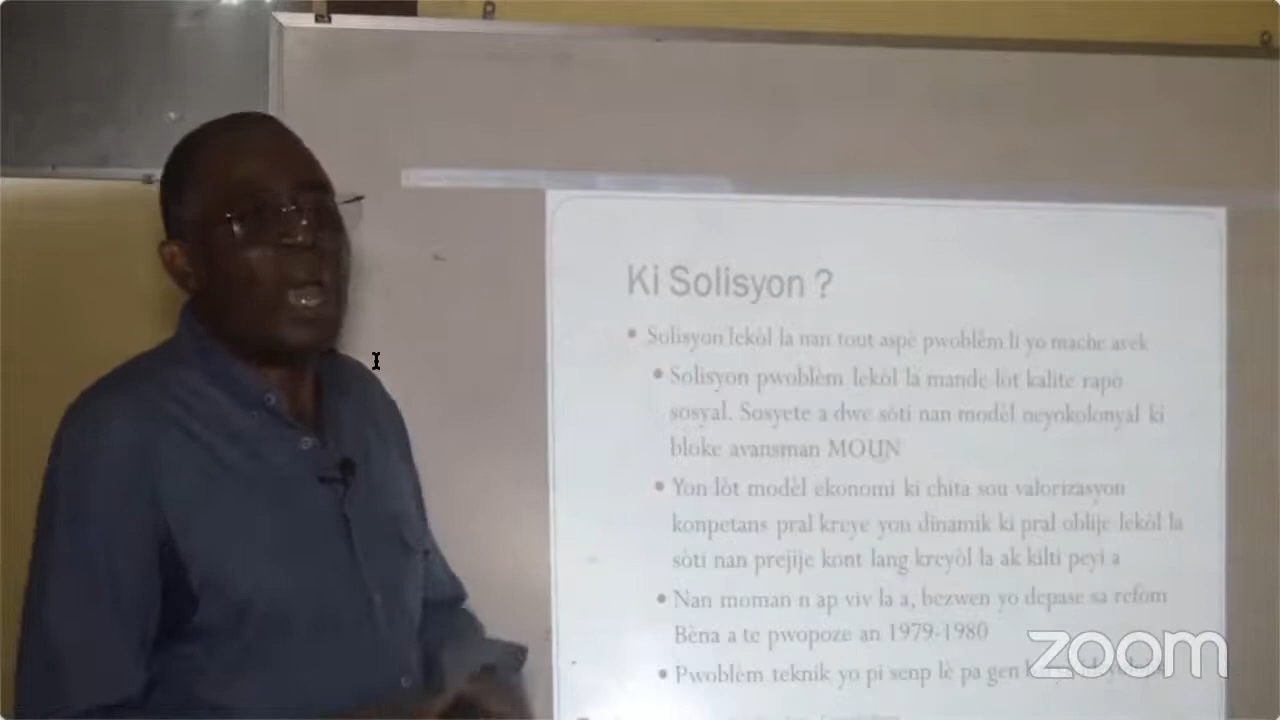 Ki Solisyon ?
• Solisyon lekòl la nan tout aspè pwoblèm li yo mache avek
• Solisyon pwoblèm lekòl la mande lòt kalite rapò
sosyal. Sosyete a dwe sòti nan modèl neyokolonyal ki
bloke avansman MOUN
• Yon lòt modèl ekonomi ki chita sou valorizasyon
konpetans pral kreye you dinamik ki pral oblije lekòl la
sòti nan prejije kont lang kreyòl la ak kilti peyi a
• Nan moman n ap viv la a, bezwen yo depase sa refòm
Bèna a te pwopoze an 1979-1980
• Pwoblèm teknik yo pi senp lè pa gen
zoom